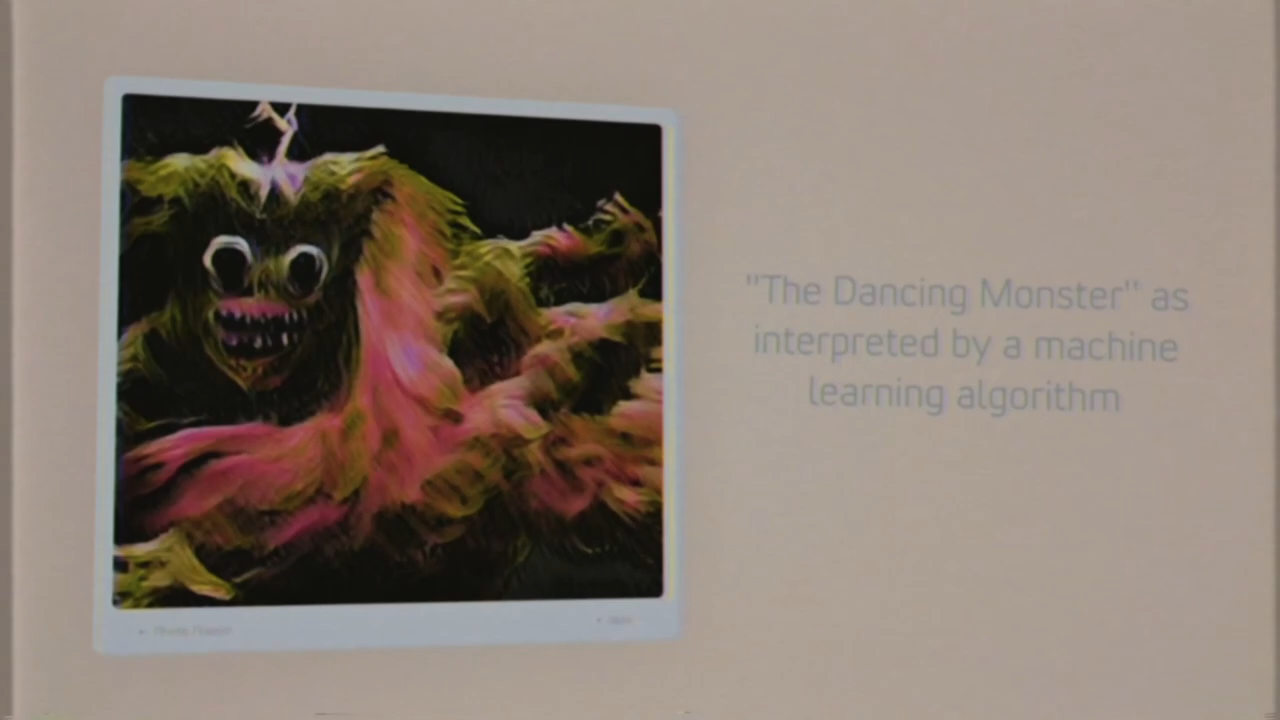 "The Dancing Monster" as
interpreted by a machine
learning algorithm